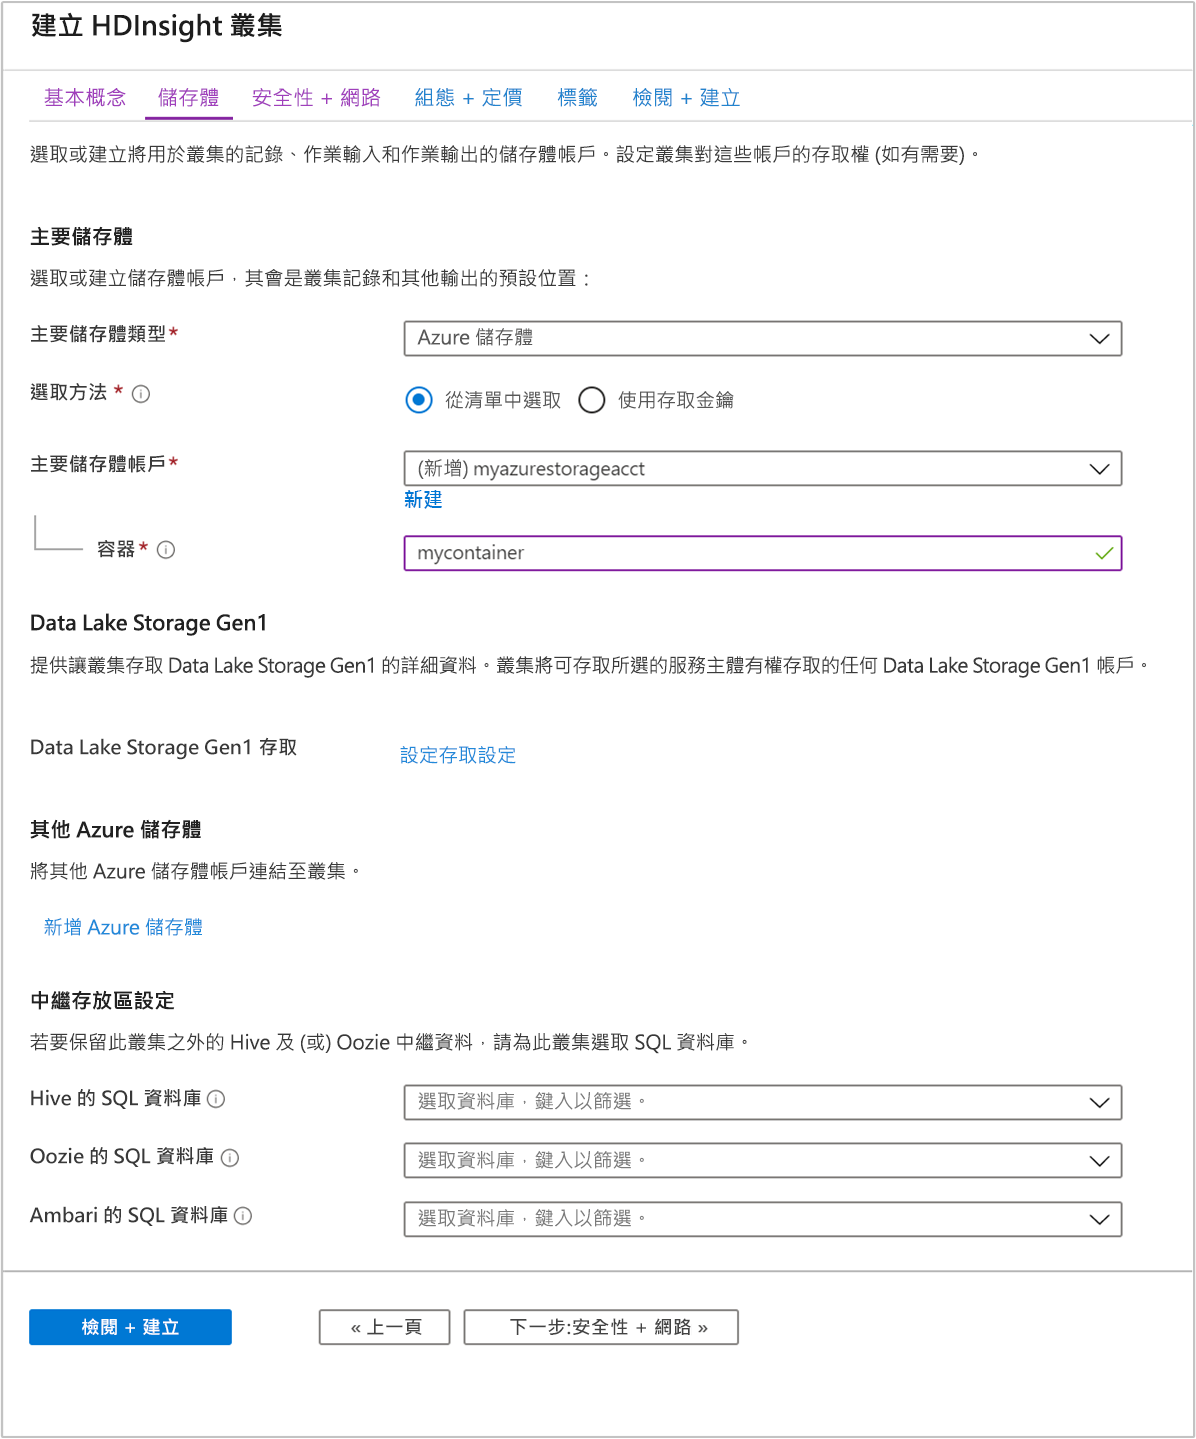 建立 HDInsight 叢集
基本概念 儲存體 安全性 + 網路 組態 + 定價 標籤 檢閱 + 建立
選取或建立將用於叢集的記錄、作業輸入和作業輸出的儲存體帳戶。設定叢集對這些帳戶的存取權 (如有需要)。
主要儲存體
選取或建立儲存體帳戶，其會是叢集記錄和其他輸出的預設位置：
主要儲存體類型* Azure 儲存體
選取方法 * 從清單中選取 使用存取金鑰
主要儲存體帳戶* (新增) myazurestorageacct
新建
容器* mycontainer
Data Lake Storage Gen1
提供讓叢集存取 Data Lake Storage Gen1 的詳細資料。叢集將可存取所選的服務主體有權存取的任何 Data Lake Storage Gen1 帳戶。
Data Lake Storage Gen1 存取 設定存取設定
其他 Azure 儲存體
將其他 Azure 儲存體帳戶連結至叢集。
新增 Azure 儲存體
中繼存放區設定
若要保留此叢集之外的 Hive 及 (或) Oozie 中繼資料，請為此叢集選取 SQL 資料庫。
Hive 的 SQL 資料庫 選取資料庫，鍵入以篩選。
Oozie 的 SQL 資料庫 選取資料庫，鍵入以篩選。
Ambari 的 SQL 資料庫 選取資料庫，鍵入以篩選。
檢閱 + 建立 « 上一頁 下一步:安全性 + 網路 »